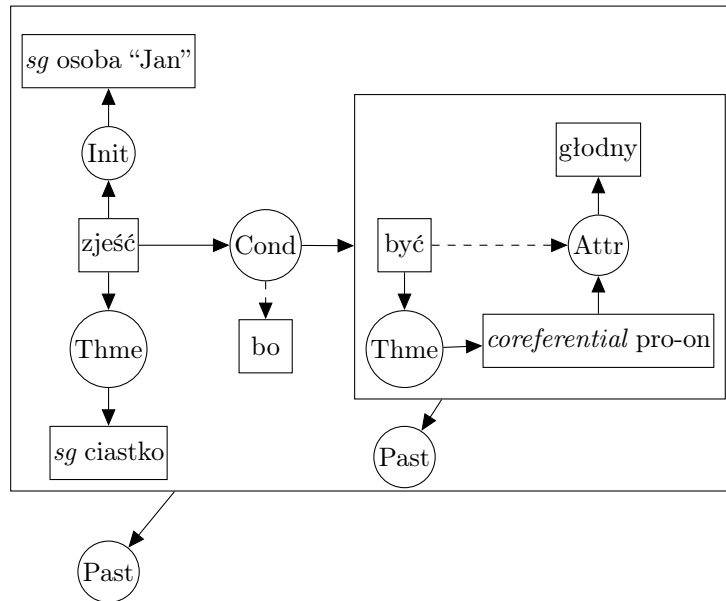 sg osoba “Jan”
Init
głodny
zjeść
Cond
być
Attr
Thme
bo
Thme
coreferential pro-on
sg ciastko
Past
Past